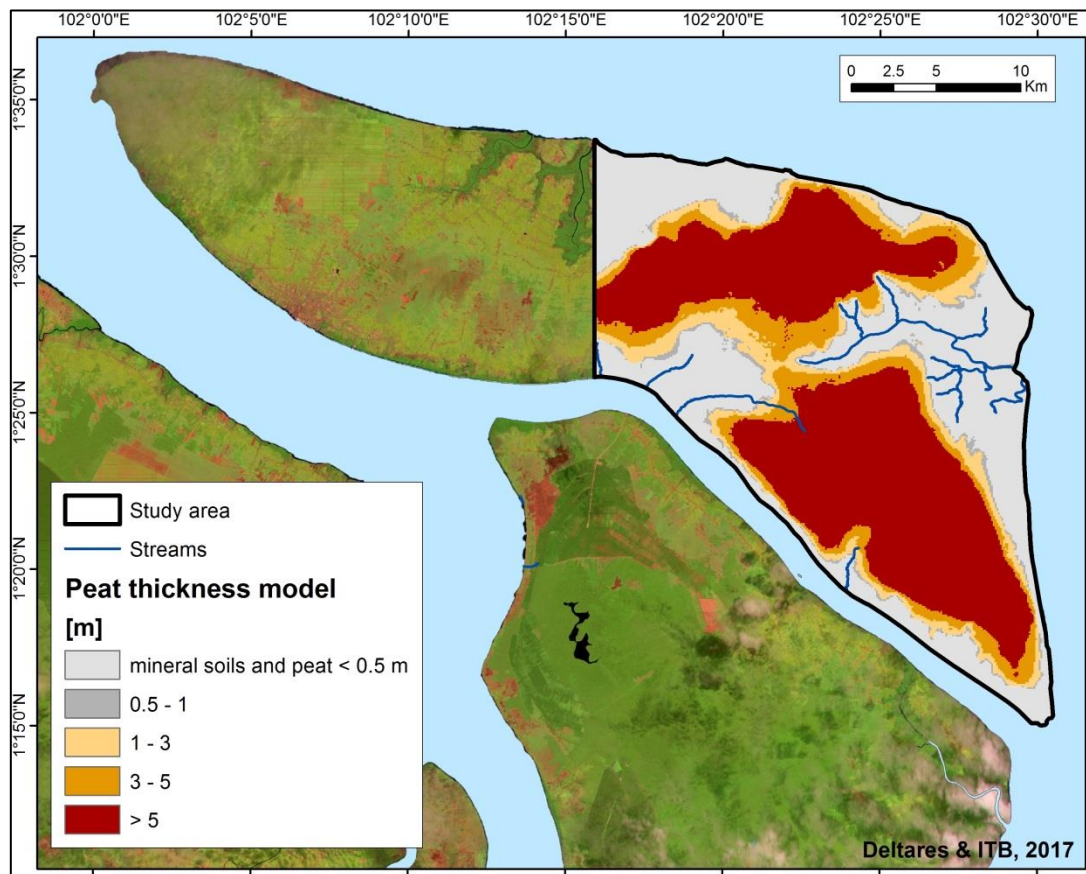 102°0'0"E 102°5'0"E 102°10'0"E 102°15'0"E 102°20'0"E 102°25'0"E 102°30'0"E
0 2.5 5 10
Km
1°35'0"N
1°30'0"N
1°25'0"N
1°20'0"N
1°15'0"N
Study area
Streams
Peat thickness model
[m]
mineral soils and peat < 0.5 m
0.5 - 1
1 - 3
3 - 5
> 5
Deltares & ITB, 2017